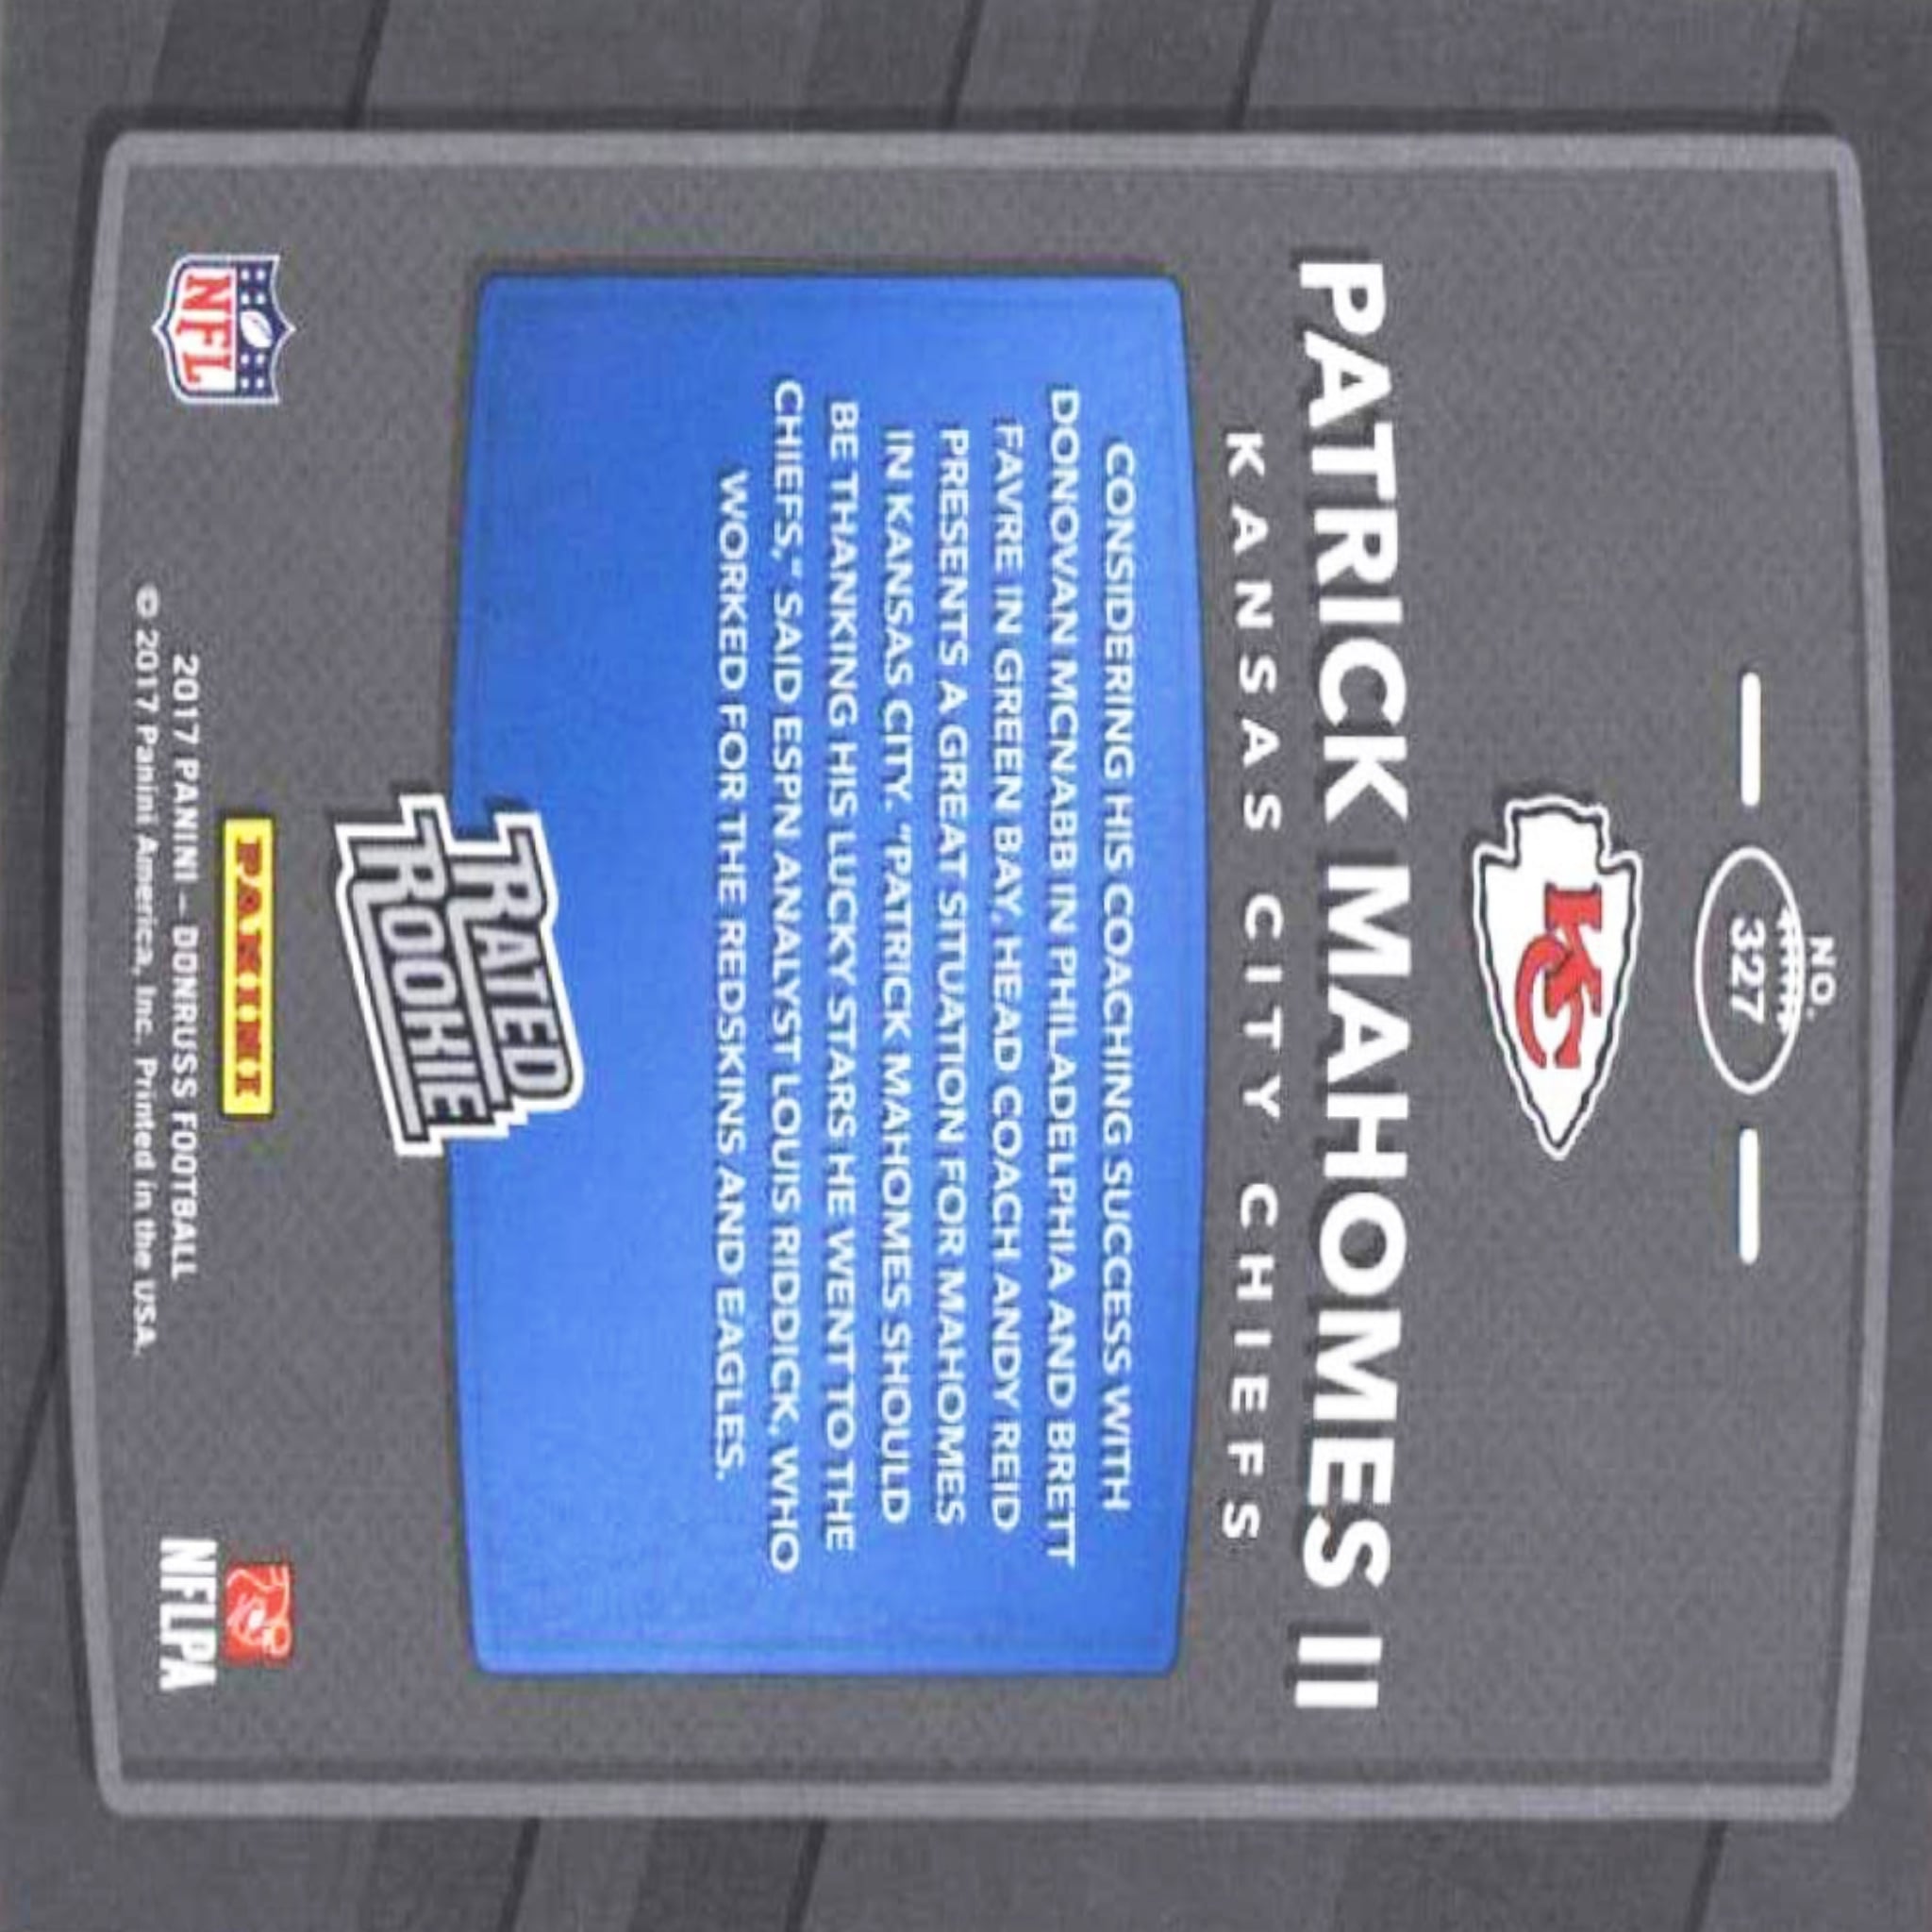 NO.
327
KC
PATRICK MAHOMES II
KANSAS CITY CHIEFS
CONSIDERING HIS COACHING SUCCESS WITH
DONOVAN MCNABB IN PHILADELPHIA AND BRETT
FAVRE IN GREEN BAY, HEAD COACH ANDY REID
PRESENTS A GREAT SITUATION FOR MAHOMES
IN KANSAS CITY. "PATRICK MAHOMES SHOULD
BE THANKING HIS LUCKY STARS HE WENT TO THE
CHIEFS," SAID ESPN ANALYST LOUIS RIDDICK, WHO
WORKED FOR THE REDSKINS AND EAGLES.
RATED
ROOKIE
PANINI
2017 PANINI – DONRUSS FOOTBALL
© 2017 Panini America, Inc. Printed in the USA.
NFL
NFLPA